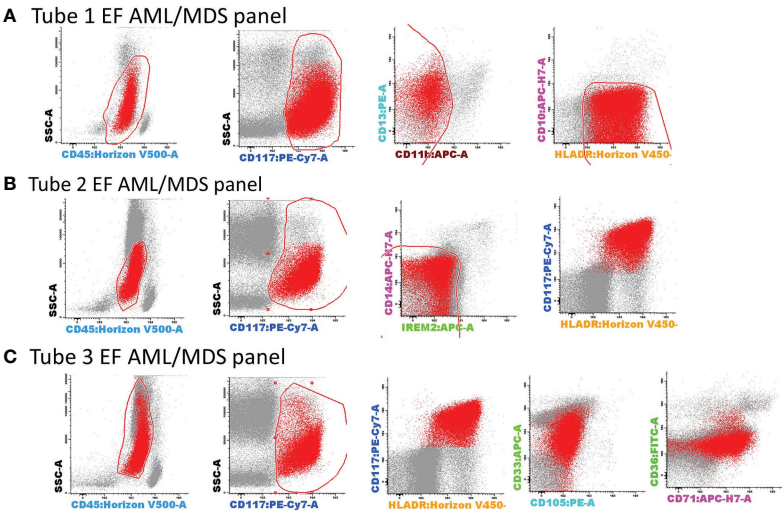 A Tube 1 EF AML/MDS panel
SSC-A
CD45:Horizon V500-A
SSC-A
CD117:PE-Cy7-A
CD13:PE-A
CD11b:APC-A
CD10:APC-H7-A
HLADR:Horizon V450-
B Tube 2 EF AML/MDS panel
SSC-A
CD45:Horizon V500-A
SSC-A
CD117:PE-Cy7-A
CD14:APC-H7-A
IREM2:APC-A
CD117:PE-Cy7-A
HLADR:Horizon V450-
C Tube 3 EF AML/MDS panel
SSC-A
CD45:Horizon V500-A
SSC-A
CD117:PE-Cy7-A
CD117:PE-Cy7-A
HLADR:Horizon V450-
CD33:APC-A
CD105:PE-A
CD36:FITC-A
CD71:APC-H7-A